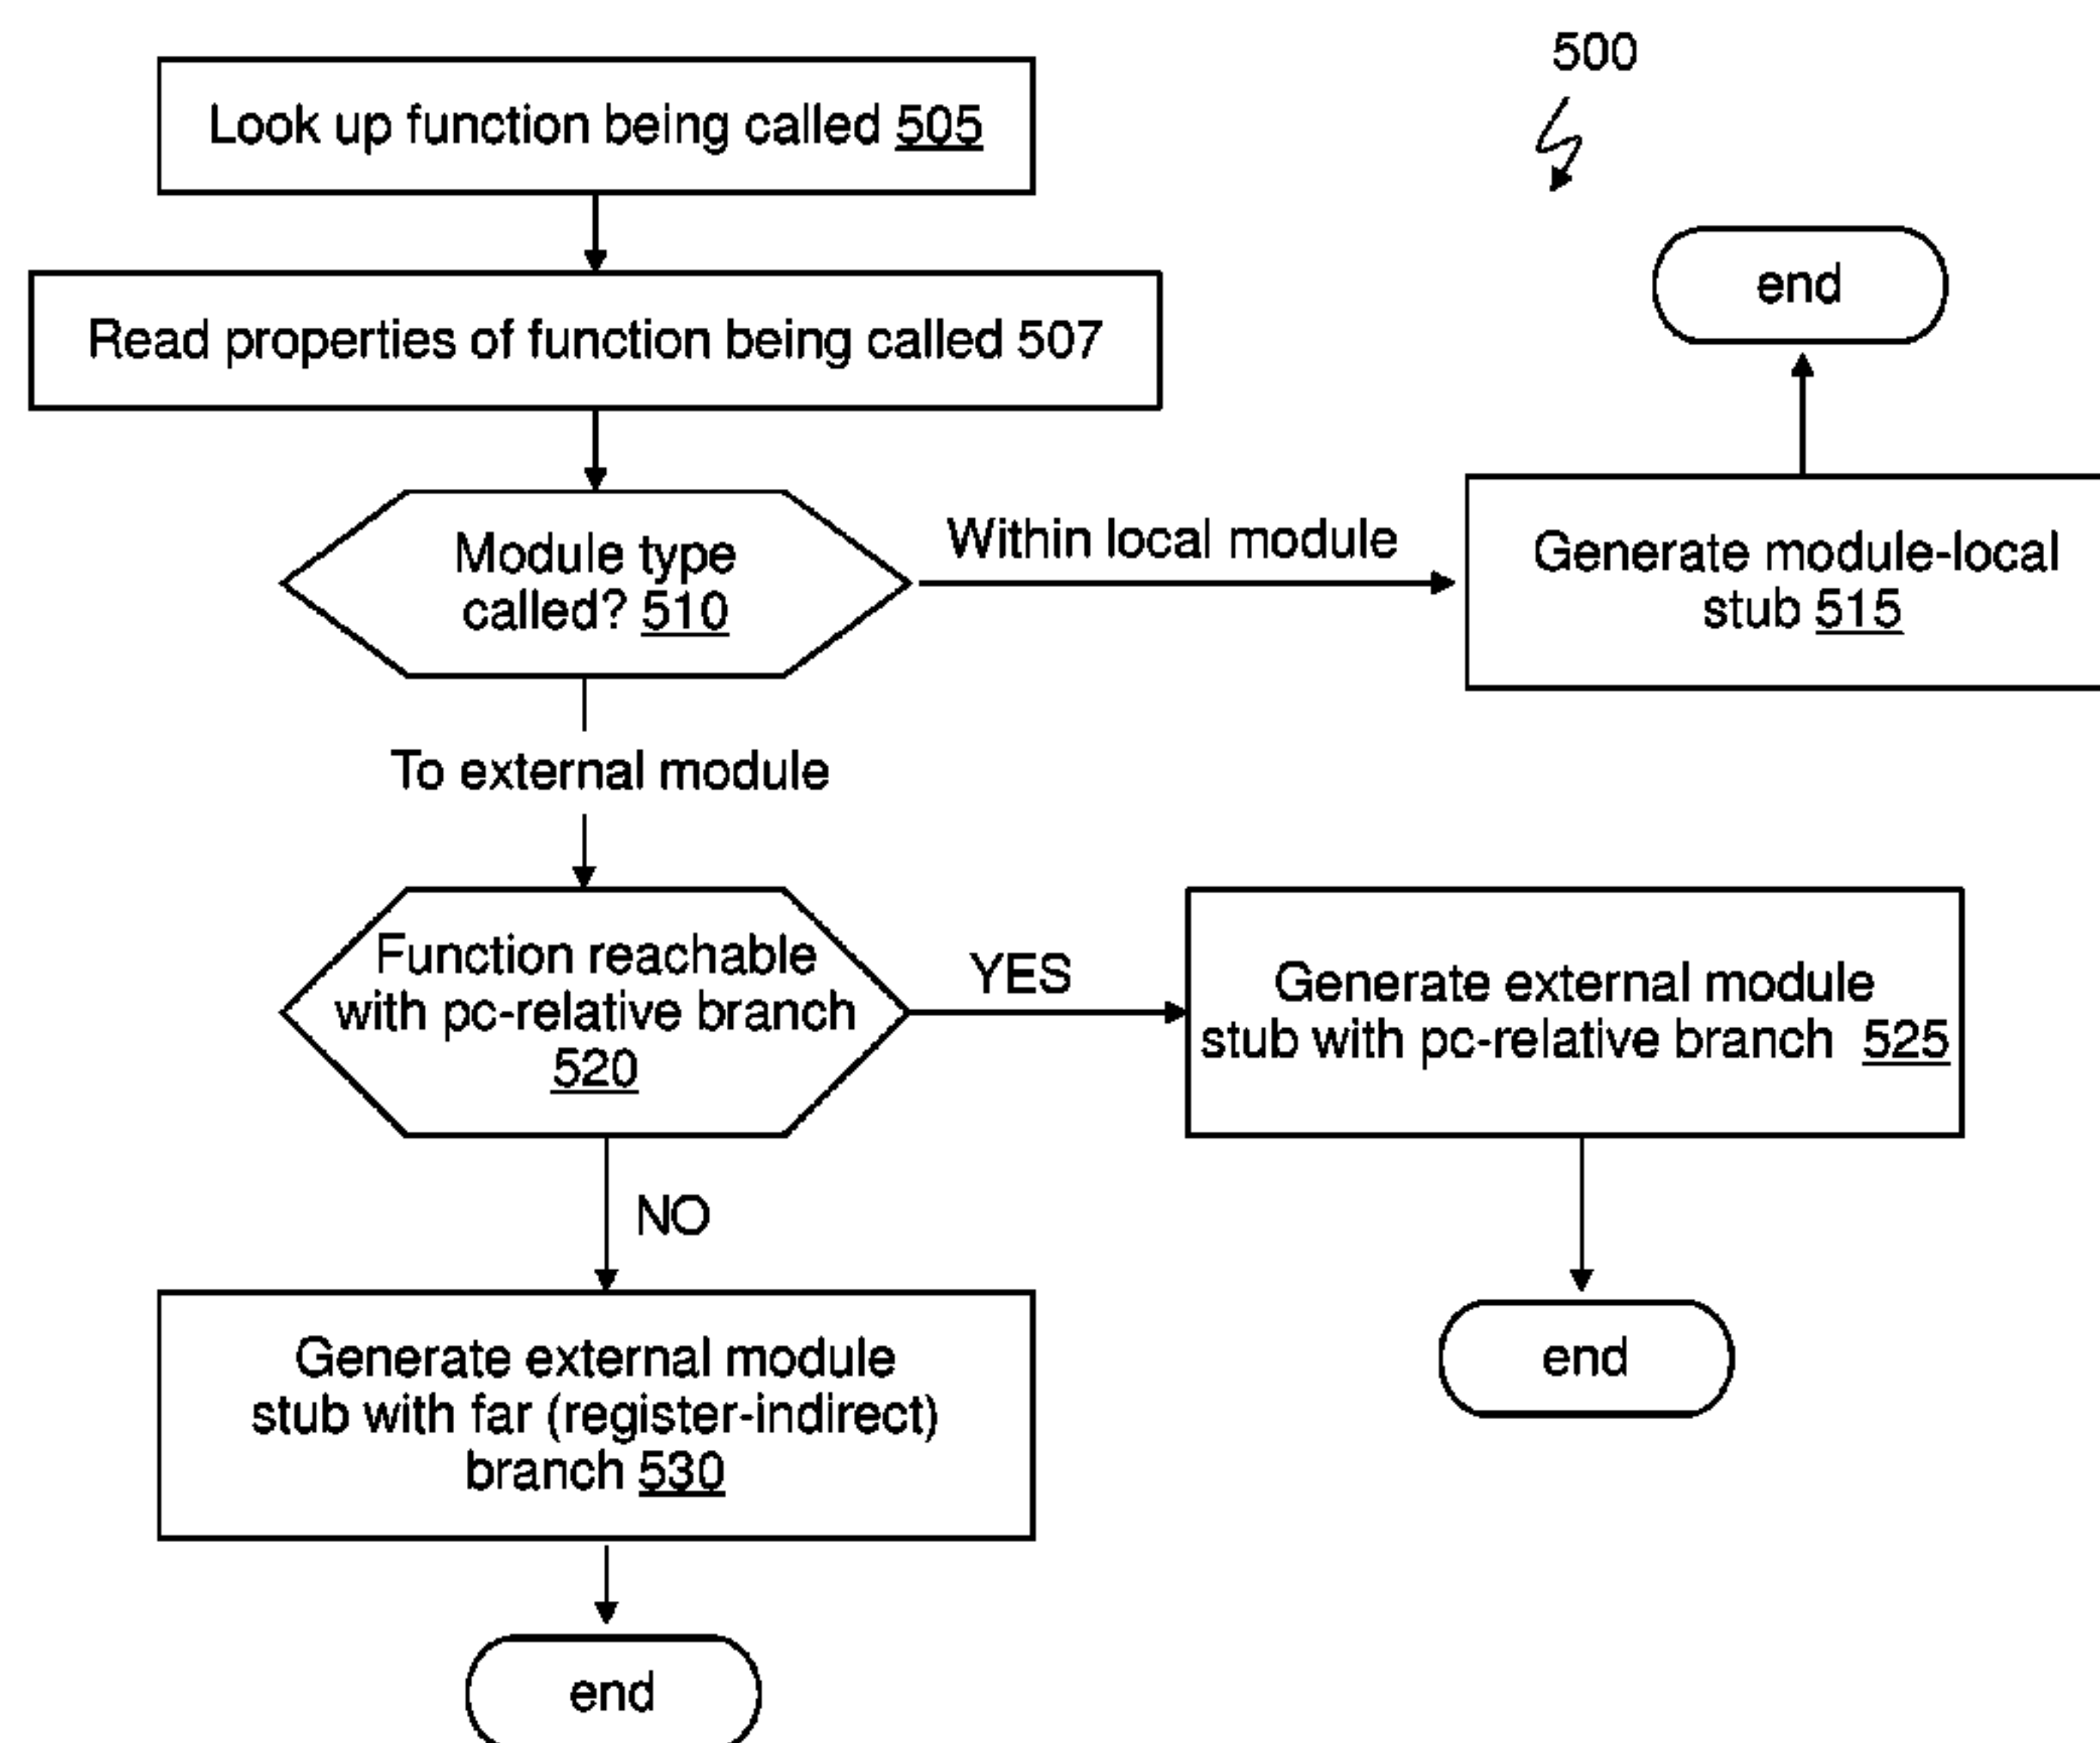 500
Look up function being called 505
Read properties of function being called 507
end
Module type
called? 510
Within local module
Generate module-local
stub 515
To external module
Function reachable
with pc-relative branch
520
YES
Generate external module
stub with pc-relative branch 525
NO
end
Generate external module
stub with far (register-indirect)
branch 530
end